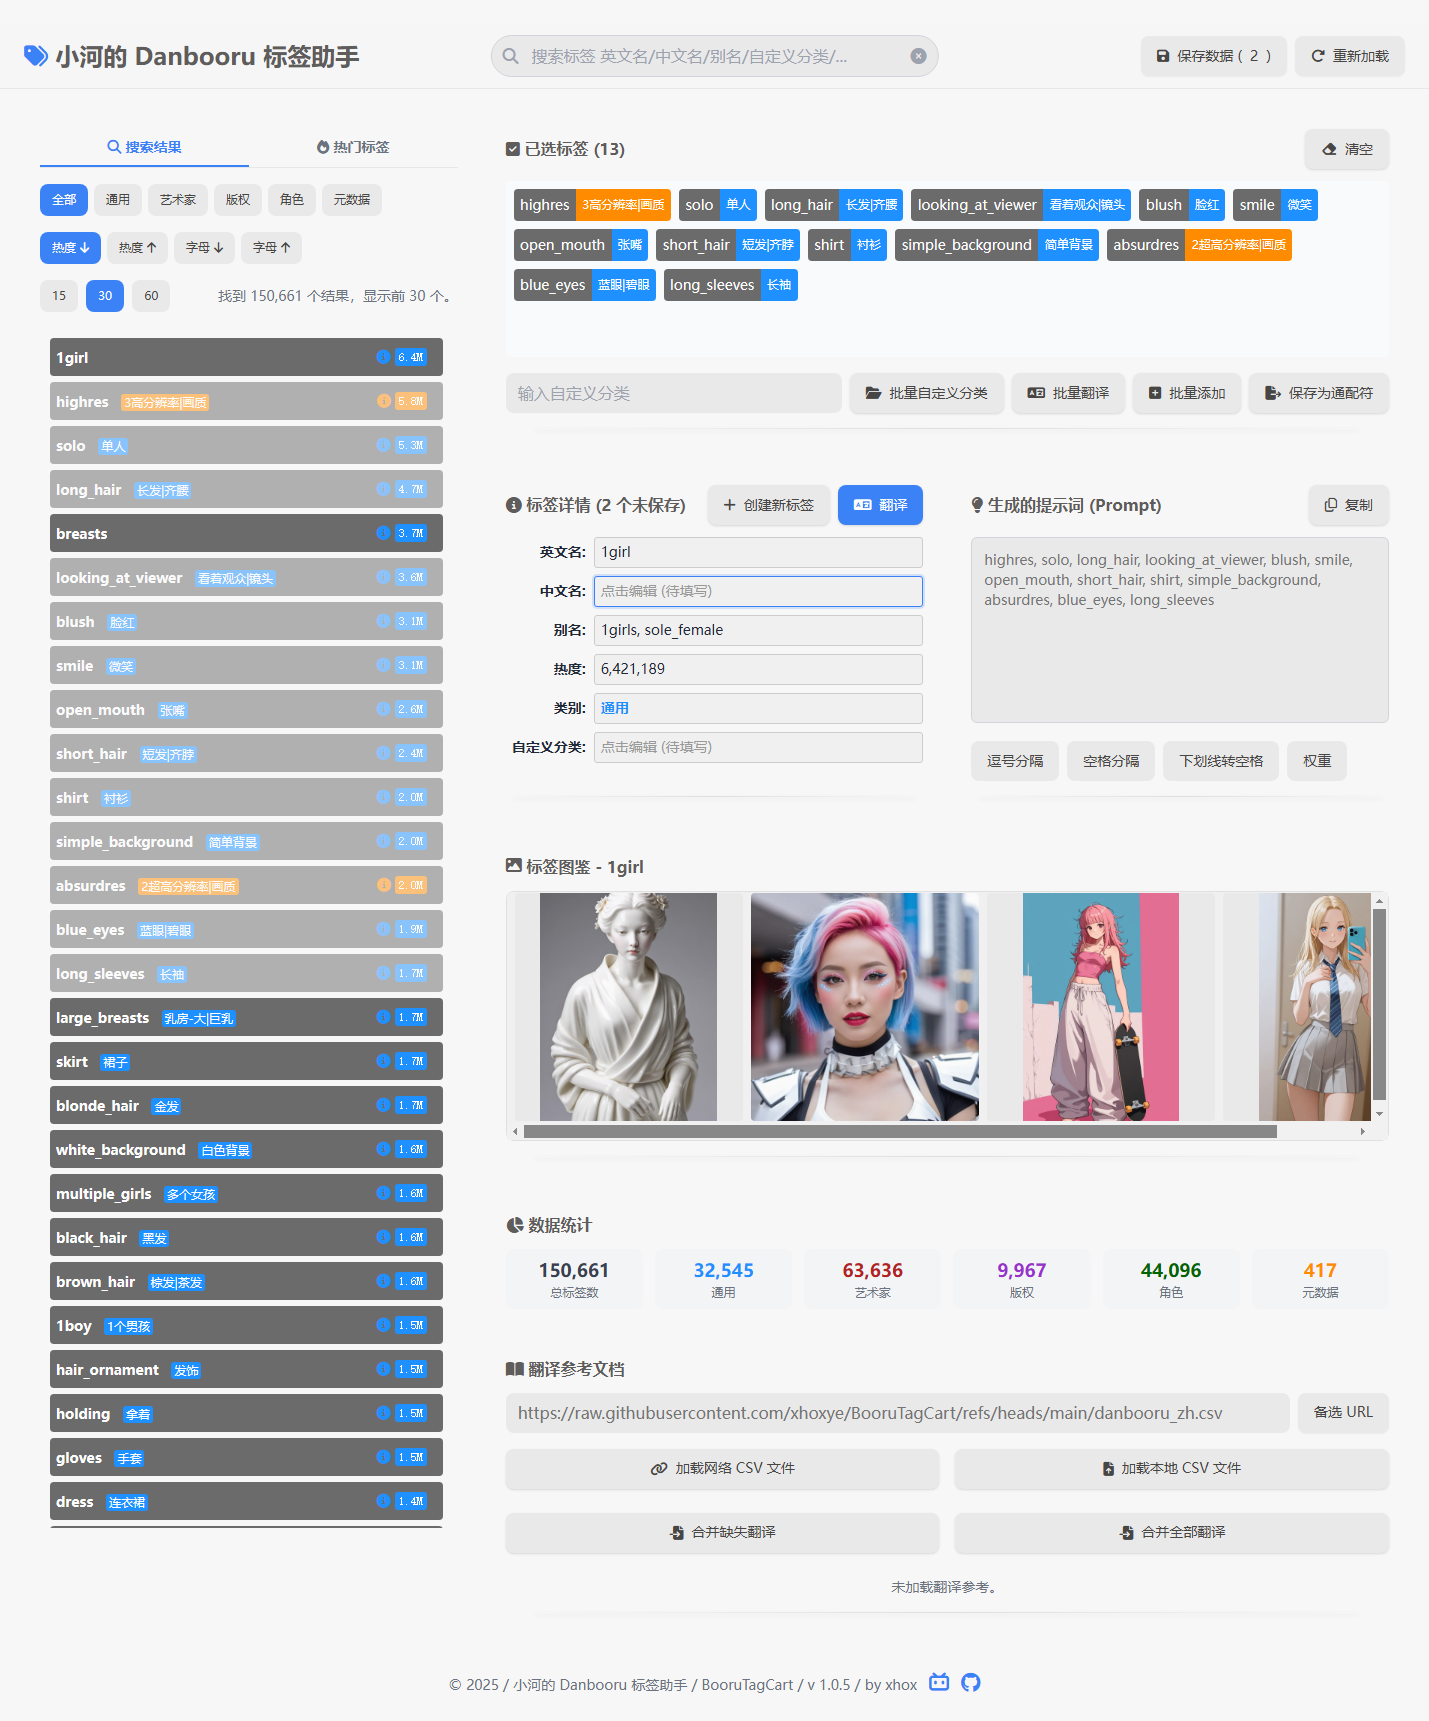 小河的 Danbooru 标签助手
搜索标签 英文名/中文名/别名/自定义分类/...
保存数据 ( 2 )
重新加载
搜索结果
热门标签
全部
通用
艺术家
版权
角色
元数据
热度
热度
字母
字母
15
30
60
找到 150,661 个结果，显示前 30 个。
1girl 6.4M
highres 3高分辨率|画质 5.8M
solo 单人 5.3M
long_hair 长发|齐腰 4.7M
breasts 3.7M
looking_at_viewer 看着观众|镜头 3.6M
blush 脸红 3.1M
smile 微笑 3.1M
open_mouth 张嘴 2.6M
short_hair 短发|齐脖 2.4M
shirt 衬衫 2.0M
simple_background 简单背景 2.0M
absurdres 2超高分辨率|画质 2.0M
blue_eyes 蓝眼|碧眼 1.9M
long_sleeves 长袖 1.7M
large_breasts 乳房-大|巨乳 1.7M
skirt 裙子 1.7M
blonde_hair 金发 1.7M
white_background 白色背景 1.6M
multiple_girls 多个女孩 1.6M
black_hair 黑发 1.6M
brown_hair 棕发|茶发 1.6M
1boy 1个男孩 1.5M
hair_ornament 发饰 1.5M
holding 拿着 1.5M
gloves 手套 1.5M
dress 连衣裙 1.4M
已选标签 (13)
清空
highres 3高分辨率|画质 solo 单人 long_hair 长发|齐腰 looking_at_viewer 看着观众|镜头 blush 脸红 smile 微笑
open_mouth 张嘴 short_hair 短发|齐脖 shirt 衬衫 simple_background 简单背景 absurdres 2超高分辨率|画质
blue_eyes 蓝眼|碧眼 long_sleeves 长袖
输入自定义分类
批量自定义分类
批量翻译
批量添加
保存为通配符
标签详情 (2 个未保存)
创建新标签
翻译
英文名: 1girl
中文名: 点击编辑 (待填写)
别名: 1girls, sole_female
热度: 6,421,189
类别: 通用
自定义分类: 点击编辑 (待填写)
生成的提示词 (Prompt)
复制
highres, solo, long_hair, looking_at_viewer, blush, smile,
open_mouth, short_hair, shirt, simple_background,
absurdres, blue_eyes, long_sleeves
逗号分隔
空格分隔
下划线转空格
权重
标签图鉴 - 1girl
数据统计
150,661
总标签数
32,545
通用
63,636
艺术家
9,967
版权
44,096
角色
417
元数据
翻译参考文档
https://raw.githubusercontent.com/xhoxye/BooruTagCart/refs/heads/main/danbooru_zh.csv
备选 URL
加载网络 CSV 文件
加载本地 CSV 文件
合并缺失翻译
合并全部翻译
未加载翻译参考。
© 2025 / 小河的 Danbooru 标签助手 / BooruTagCart / v 1.0.5 / by xhox